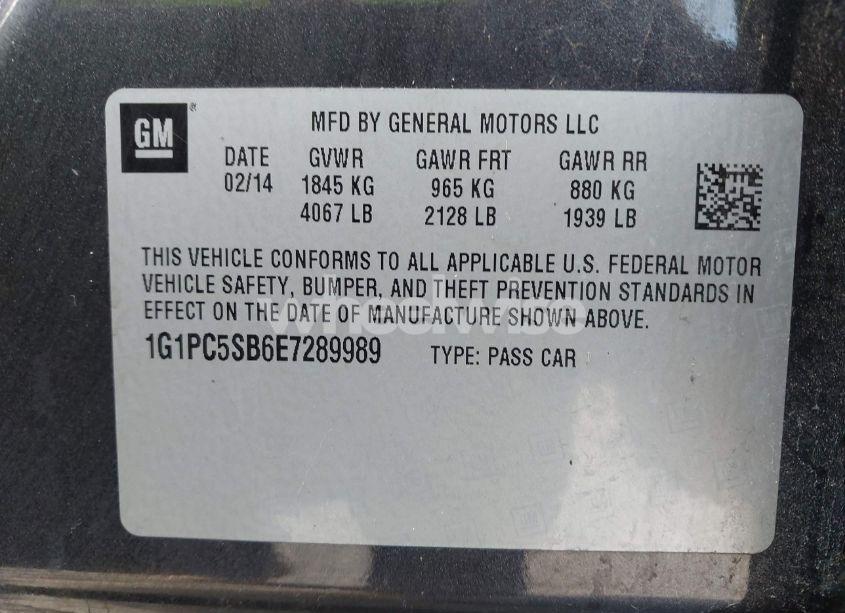 GM
MFD BY GENERAL MOTORS LLC
DATE GVWR GAWR FRT GAWR RR
02/14 1845 KG 965 KG 880 KG
4067 LB 2128 LB 1939 LB
THIS VEHICLE CONFORMS TO ALL APPLICABLE U.S. FEDERAL MOTOR
VEHICLE SAFETY, BUMPER, AND THEFT PREVENTION STANDARDS IN
EFFECT ON THE DATE OF MANUFACTURE SHOWN ABOVE.
wheelwise
1G1PC5SB6E7289989 TYPE: PASS CAR